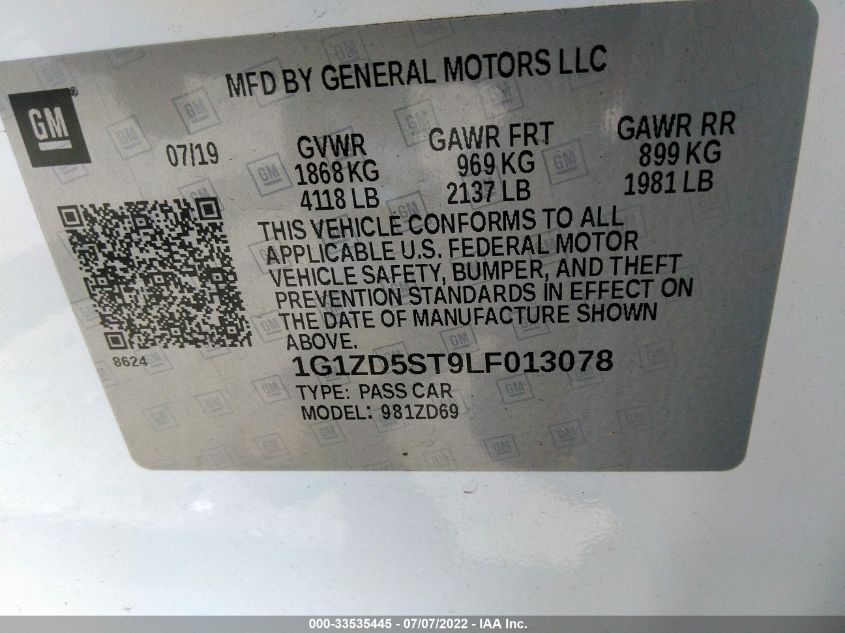 MFD BY GENERAL MOTORS LLC
GM®
07/19
GVWR
1868 KG
4118 LB
GAWR FRT
969 KG
2137 LB
GAWR RR
899 KG
1981 LB
THIS VEHICLE CONFORMS TO ALL
APPLICABLE U.S. FEDERAL MOTOR
VEHICLE SAFETY, BUMPER, AND THEFT
PREVENTION STANDARDS IN EFFECT ON
THE DATE OF MANUFACTURE SHOWN
ABOVE.
8624
1G1ZD5ST9LF013078
TYPE: PASS CAR
MODEL: 981ZD69
000-33535445 - 07/07/2022 - IAA Inc.